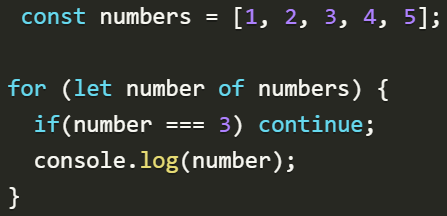 const numbers = [1, 2, 3, 4, 5];
for (let number of numbers) {
if(number === 3) continue;
console.log(number);
}